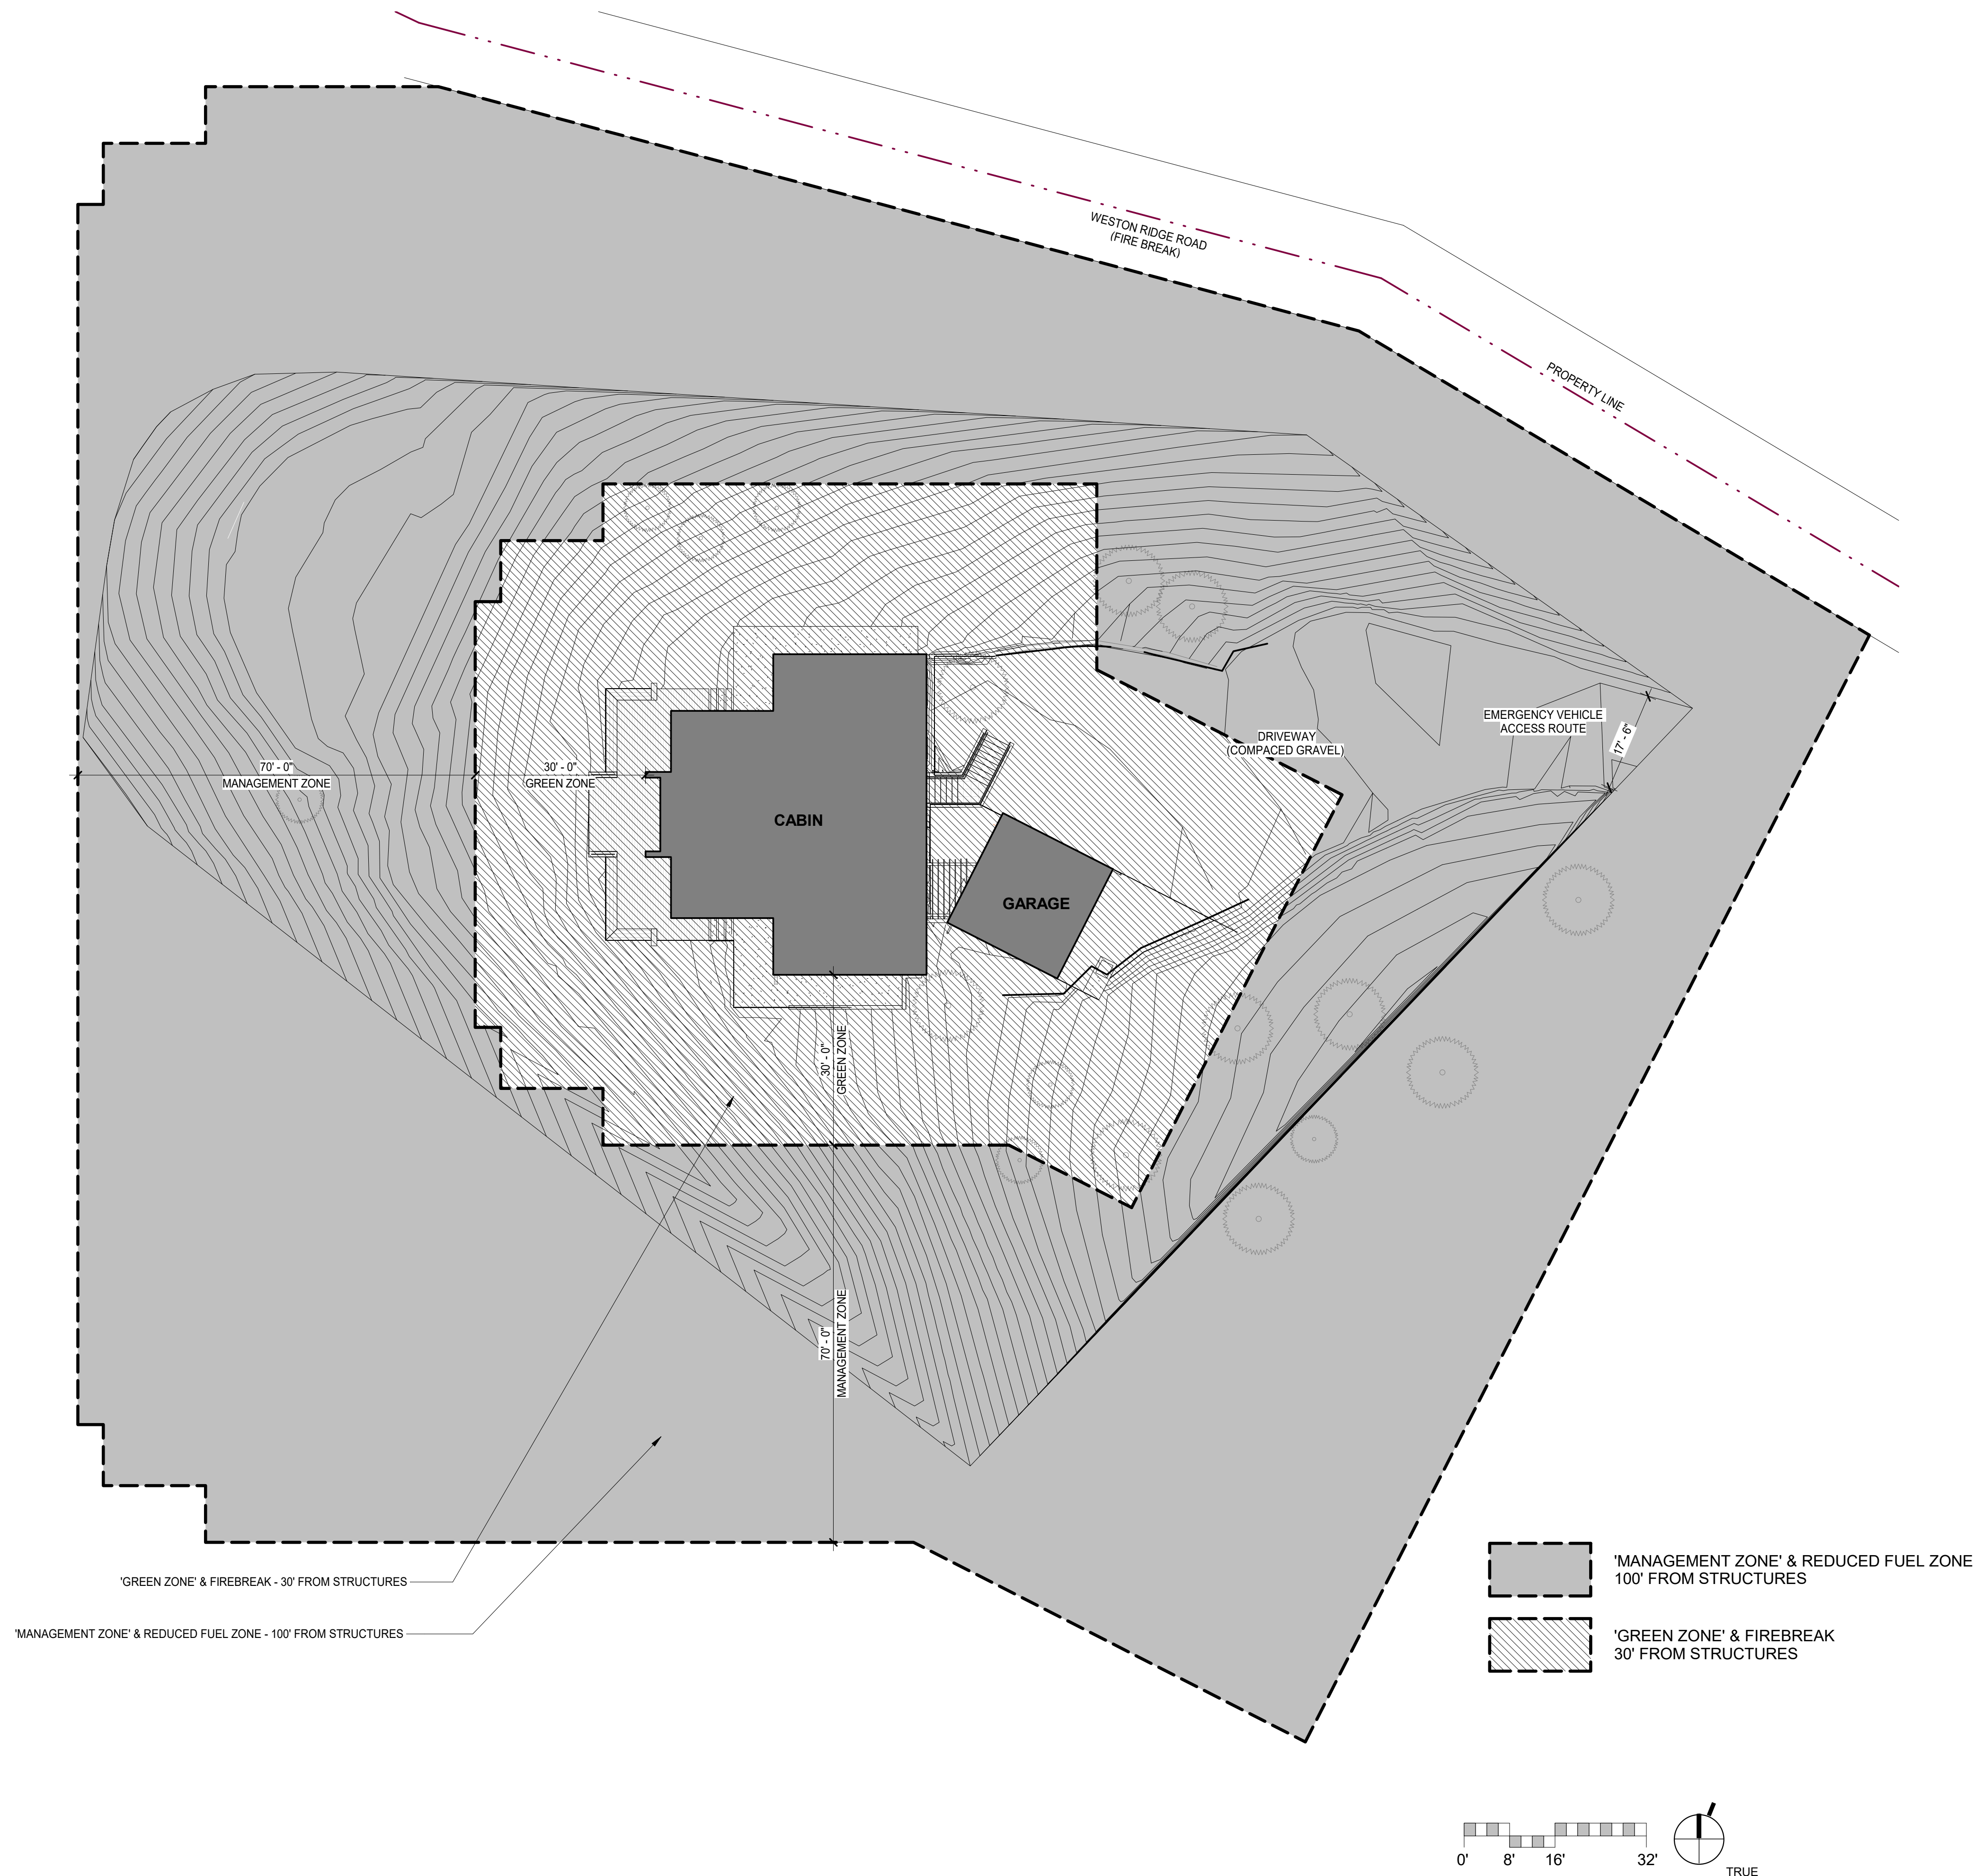 WESTON RIDGE ROAD
(FIRE BREAK)
PROPERTY LINE
EMERGENCY VEHICLE
ACCESS ROUTE
17' - 6"
DRIVEWAY
(COMPACED GRAVEL)
70' - 0"
MANAGEMENT ZONE
30' - 0"
GREEN ZONE
CABIN
GARAGE
30' - 0"
GREEN ZONE
70' - 0"
MANAGEMENT ZONE
'GREEN ZONE' & FIREBREAK - 30' FROM STRUCTURES
'MANAGEMENT ZONE' & REDUCED FUEL ZONE - 100' FROM STRUCTURES
'MANAGEMENT ZONE' & REDUCED FUEL ZONE
100' FROM STRUCTURES
'GREEN ZONE' & FIREBREAK
30' FROM STRUCTURES
0' 8' 16' 32'
TRUE